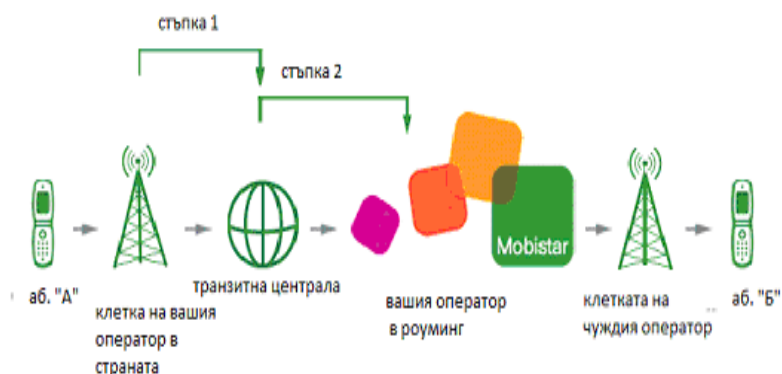 стъпка 1
стъпка 2
Mobistar
аб. "А"
клетка на вашия
оператор в
страната
транзитна централа
вашия оператор
в роуминг
клетката на
чуждия оператор
аб. "Б"